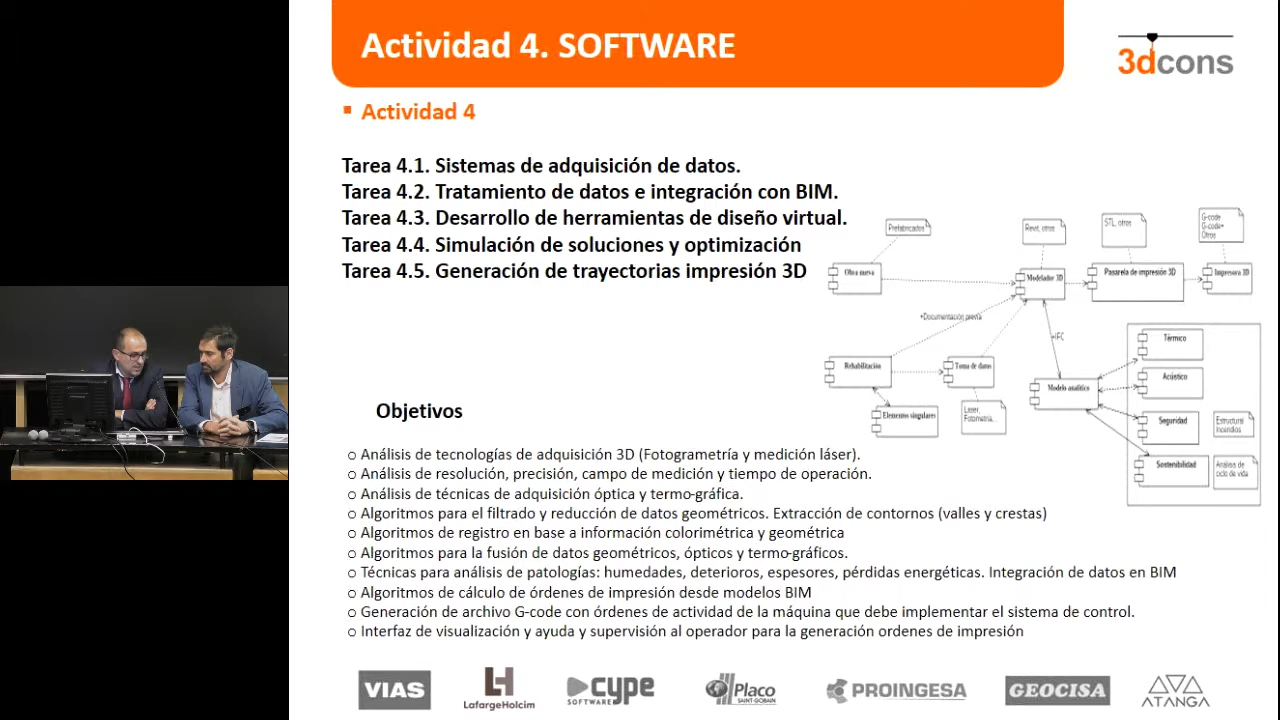 Actividad 4. SOFTWARE
3dcons
▪ Actividad 4
Tarea 4.1. Sistemas de adquisición de datos.
Tarea 4.2. Tratamiento de datos e integración con BIM.
Tarea 4.3. Desarrollo de herramientas de diseño virtual.
Tarea 4.4. Simulación de soluciones y optimización
Tarea 4.5. Generación de trayectorias impresión 3D
Prefabricados
Revit, otros
STL, otros
G-code
G-code+
Otros
Obra nueva
Modelador 3D
Pasarela de impresión 3D
Impresora 3D
+Documentación previa
+IFC
Térmico
Rehabilitación
Toma de datos
Modelo analítico
Acústico
Elementos singulares
Láser,
Fotometría...
Seguridad
Estructural
Incendios
Sostenibilidad
Análisis de
ciclo de vida
Objetivos
o Análisis de tecnologías de adquisición 3D (Fotogrametría y medición láser).
o Análisis de resolución, precisión, campo de medición y tiempo de operación.
o Análisis de técnicas de adquisición óptica y termo-gráfica.
o Algoritmos para el filtrado y reducción de datos geométricos. Extracción de contornos (valles y crestas)
o Algoritmos de registro en base a información colorimétrica y geométrica
o Algoritmos para la fusión de datos geométricos, ópticos y termo-gráficos.
o Técnicas para análisis de patologías: humedades, deterioros, espesores, pérdidas energéticas. Integración de datos en BIM
o Algoritmos de cálculo de órdenes de impresión desde modelos BIM
o Generación de archivo G-code con órdenes de actividad de la máquina que debe implementar el sistema de control.
o Interfaz de visualización y ayuda y supervisión al operador para la generación ordenes de impresión
VIAS
LafargeHolcim
cype
SOFTWARE
Placo
SAINT-GOBAIN
PROINGESA
GEOCISA
ATANGA